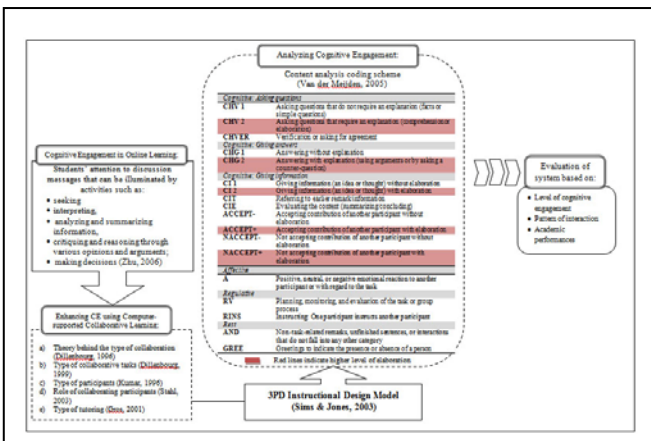 Analyzing Cognitive Engagement:
Content analysis coding scheme
(Van der Meijden, 2005)
Cognitive: Asking questions
CHV 1 Asking questions that do not require an explanation (facts or
simple questions)
CHV 2 Asking questions that require an explanation (comprehension or
elaboration)
CHVER Verification or asking for agreement
Cognitive: Giving answers
CHG 1 Answering without explanation
CHG 2 Answering with explanation (using arguments or by asking a
counter-question)
Cognitive: Giving information
CI 1 Giving information (an idea or thought) without elaboration
CI 2 Giving information (an idea or thought) with elaboration
CIT Referring to earlier remark/information
CIE Evaluating the content (summarizing/concluding)
ACCEPT- Accepting contribution of another participant without
elaboration
ACCEPT+ Accepting contribution of another participant with elaboration
NACCEPT- Not accepting contribution of another participant without
elaboration
NACCEPT+ Not accepting contribution of another participant with
elaboration
Affective
A Positive, neutral, or negative emotional reaction to another
participant or with regard to the task
Regulative
RV Planning, monitoring, and evaluation of the task or group
process
RINS Instructing: One participant instructs another participant
Rest
AND Non-task-related remarks, unfinished sentences, or interactions
that do not fall into any other category
GREE Greetings to indicate the presence or absence of a person
Red lines indicate higher level of elaboration
Cognitive Engagement in Online Learning:
Students' attention to discussion
messages that can be illuminated by
activities such as:
• seeking
• interpreting,
• analyzing and summarizing
information,
• critiquing and reasoning through
various opinions and arguments;
• making decisions (Zhu, 2006)
Enhancing CE using Computer-
supported Collaborative Learning:
a) Theory behind the type of collaboration
(Dillenbourg, 1996)
b) Type of collaborative tasks (Dillenbourg,
1999)
c) Type of participants (Kumar, 1996)
d) Role of collaborating participants (Stahl,
2003)
e) Type of tutoring 2001)
3PD Instructional Design Model
(Sims & Jones, 2003)
Evaluation of
system based on:
• Level of cognitive
engagement
• Pattern of interaction
• Academic
performances